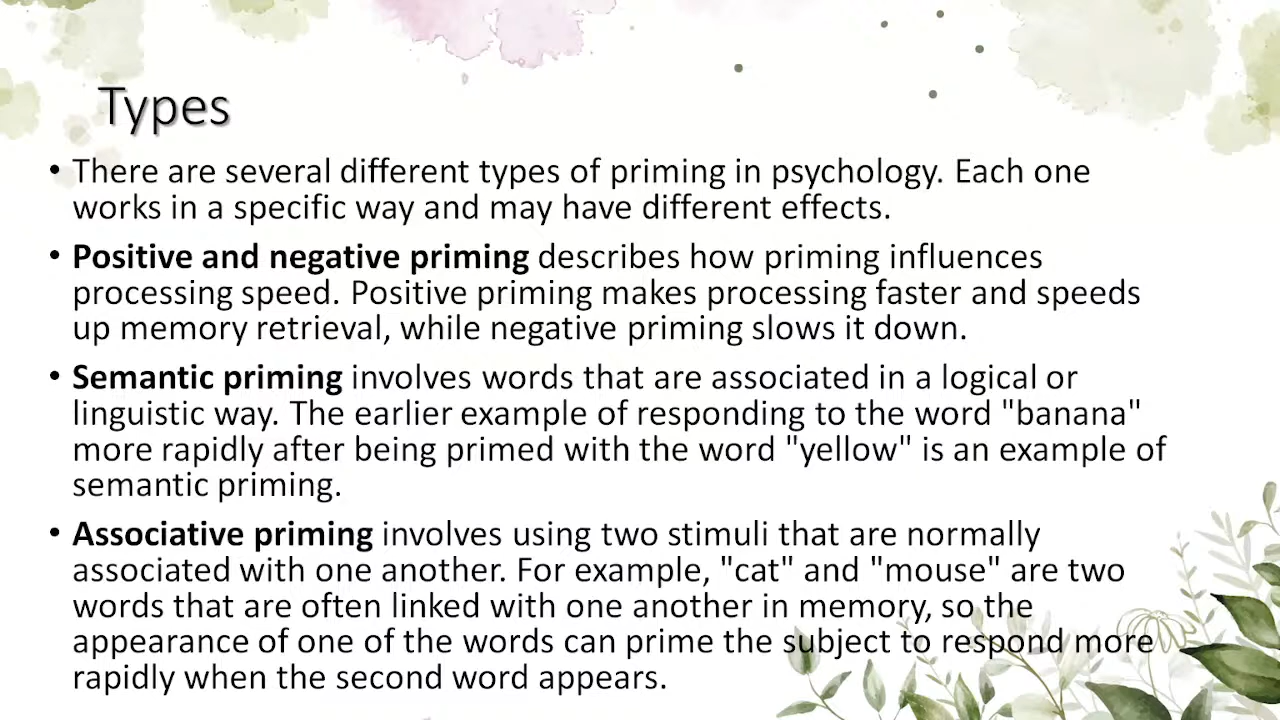 Types
• There are several different types of priming in psychology. Each one
works in a specific way and may have different effects.
• Positive and negative priming describes how priming influences
processing speed. Positive priming makes processing faster and speeds
up memory retrieval, while negative priming slows it down.
• Semantic priming involves words that are associated in a logical or
linguistic way. The earlier example of responding to the word "banana"
more rapidly after being primed with the word "yellow" is an example of
semantic priming.
• Associative priming involves using two stimuli that are normally
associated with one another. For example, "cat" and "mouse" are two
words that are often linked with one another in memory, so the
appearance of one of the words can prime the subject to respond more
rapidly when the second word appears.